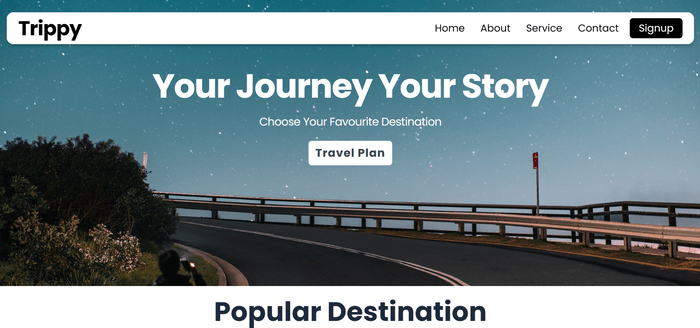 Trippy
Home About Service Contact Signup
Your Journey Your Story
Choose Your Favourite Destination
Travel Plan
Popular Destination